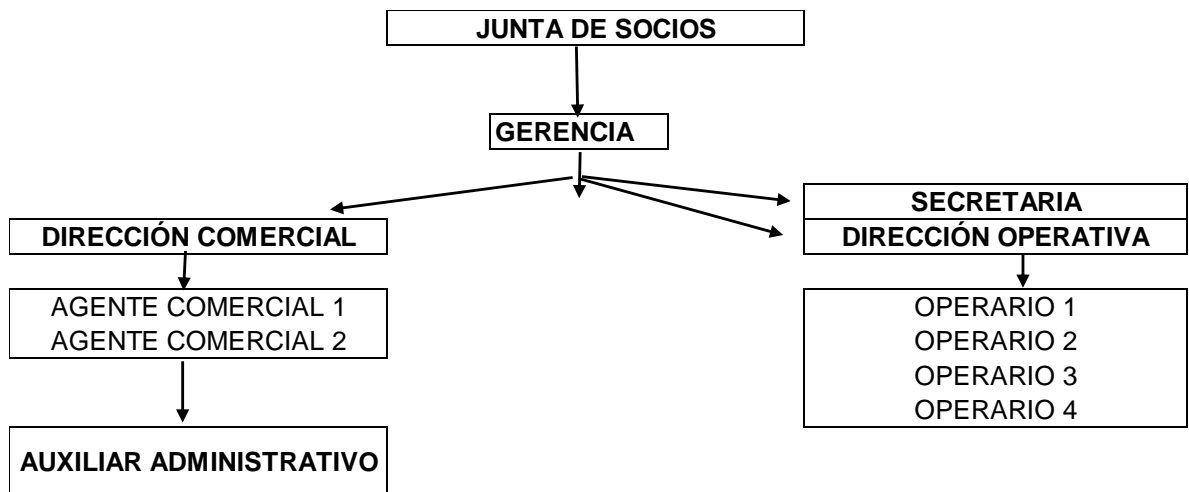 JUNTA DE SOCIOS
GERENCIA
SECRETARIA
DIRECCIÓN COMERCIAL
DIRECCIÓN OPERATIVA
AGENTE COMERCIAL 1
AGENTE COMERCIAL 2
OPERARIO 1
OPERARIO 2
OPERARIO 3
OPERARIO 4
AUXILIAR ADMINISTRATIVO